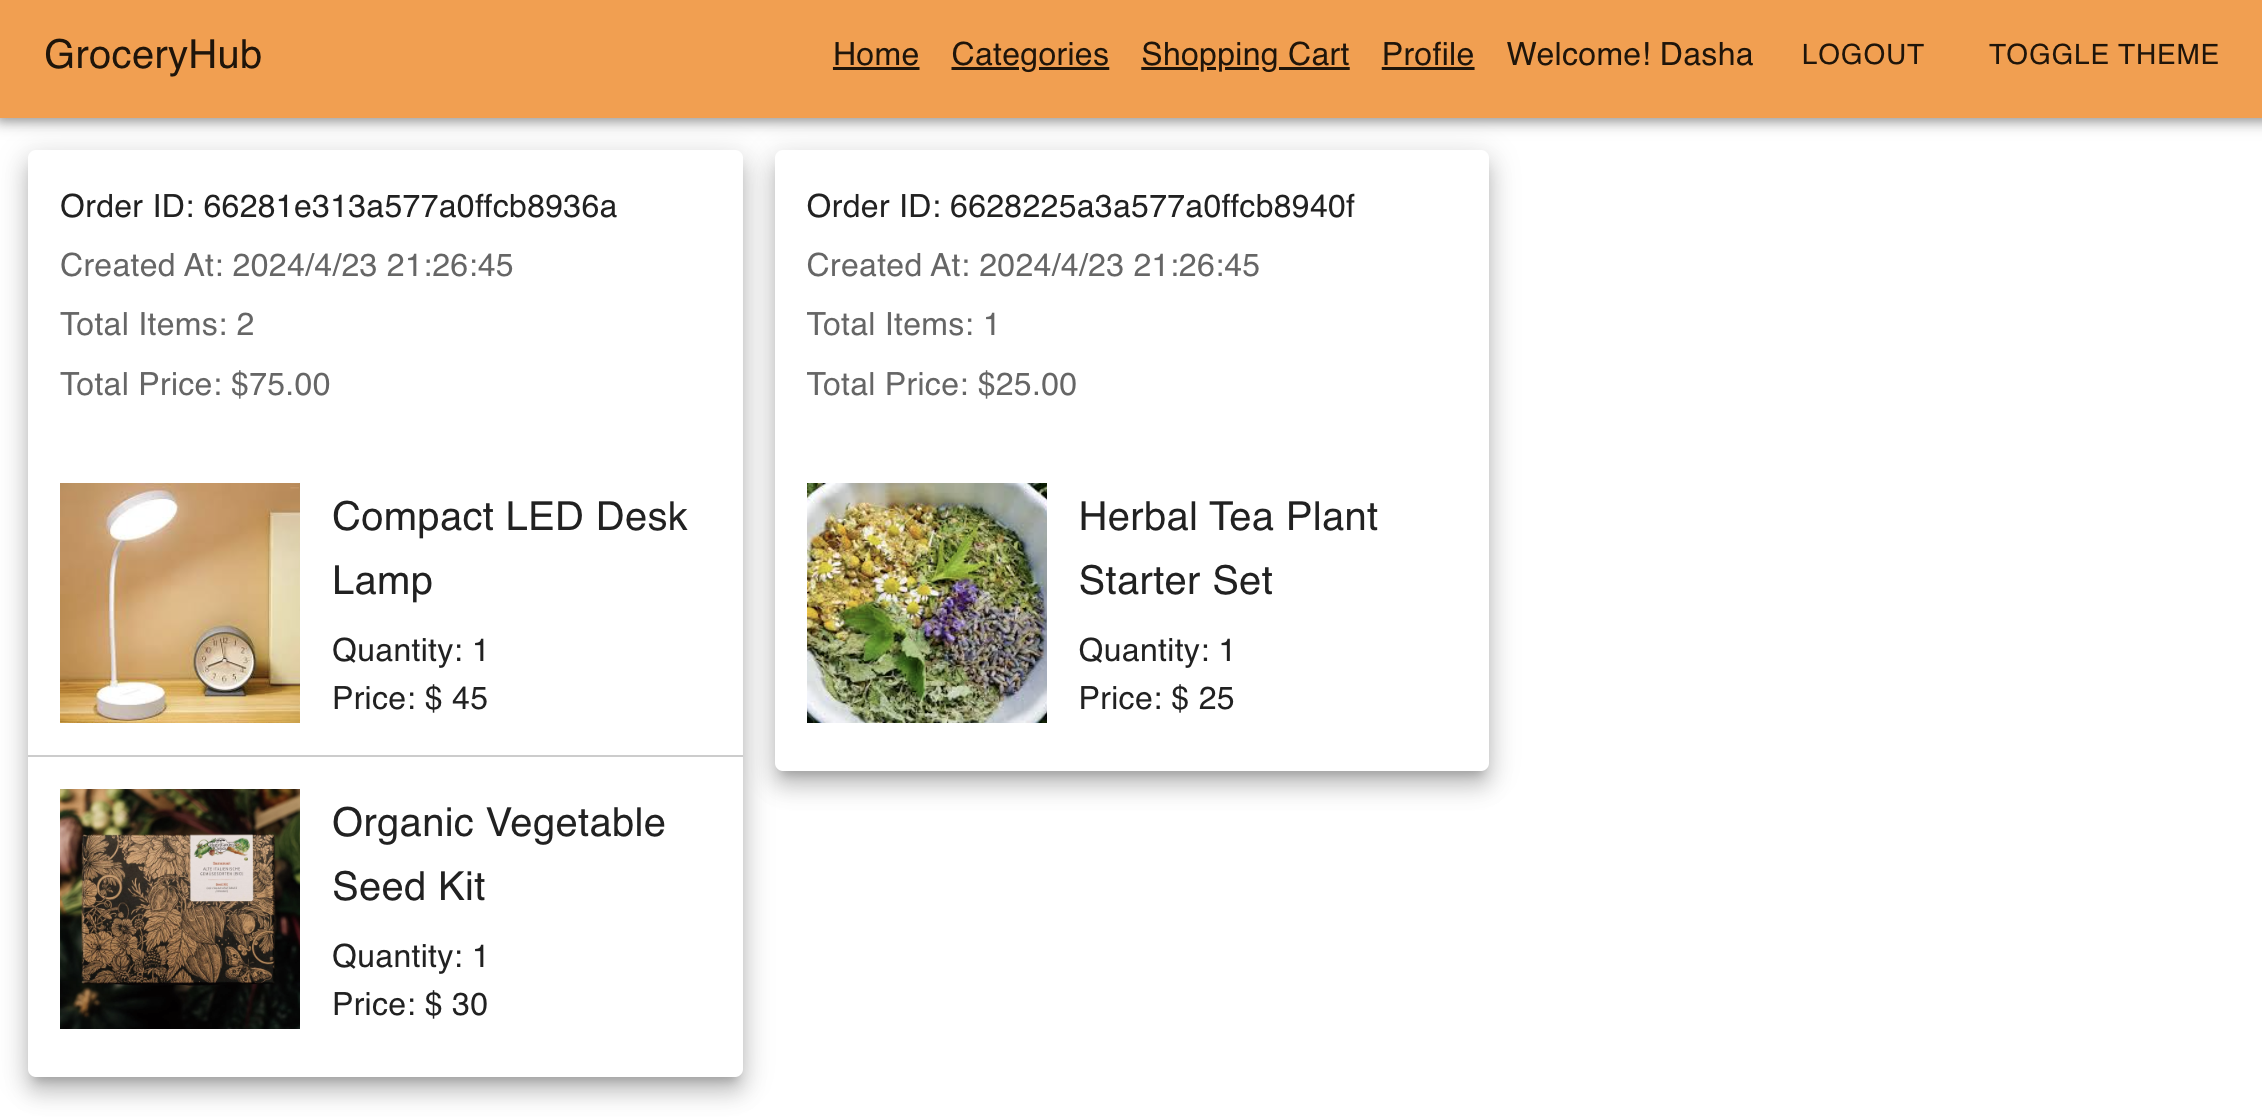 GroceryHub
Home Categories Shopping Cart Profile Welcome! Dasha LOGOUT TOGGLE THEME
Order ID: 66281e313a577a0ffcb8936a
Created At: 2024/4/23 21:26:45
Total Items: 2
Total Price: $75.00
Compact LED Desk
Lamp
Quantity: 1
Price: $ 45
Organic Vegetable
Seed Kit
Quantity: 1
Price: $ 30
Order ID: 6628225a3a577a0ffcb8940f
Created At: 2024/4/23 21:26:45
Total Items: 1
Total Price: $25.00
Herbal Tea Plant
Starter Set
Quantity: 1
Price: $ 25